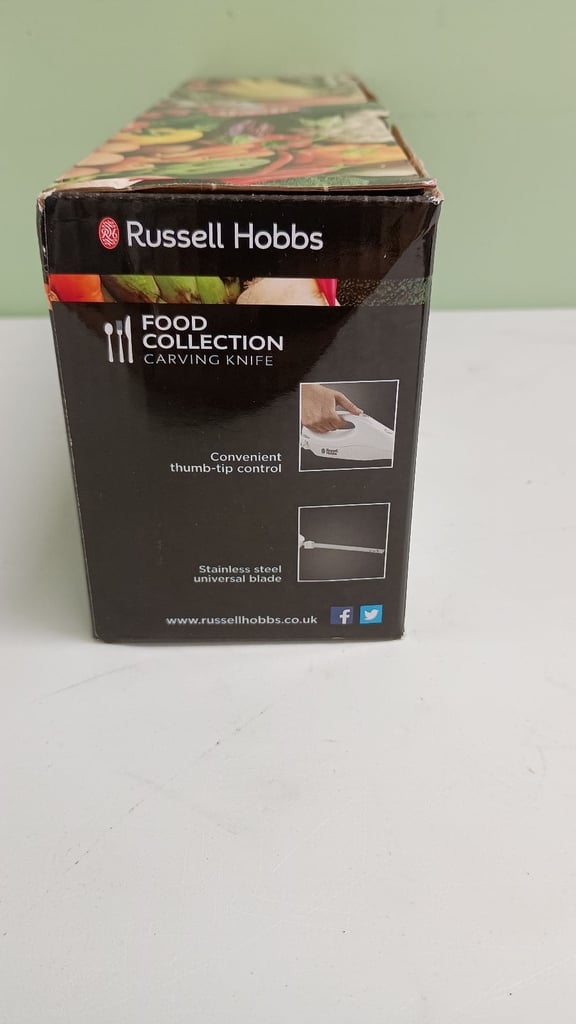 Russell Hobbs
FOOD
COLLECTION
CARVING KNIFE
Convenient
thumb-tip control
Stainless steel
universal blade
www.russellhobbs.co.uk